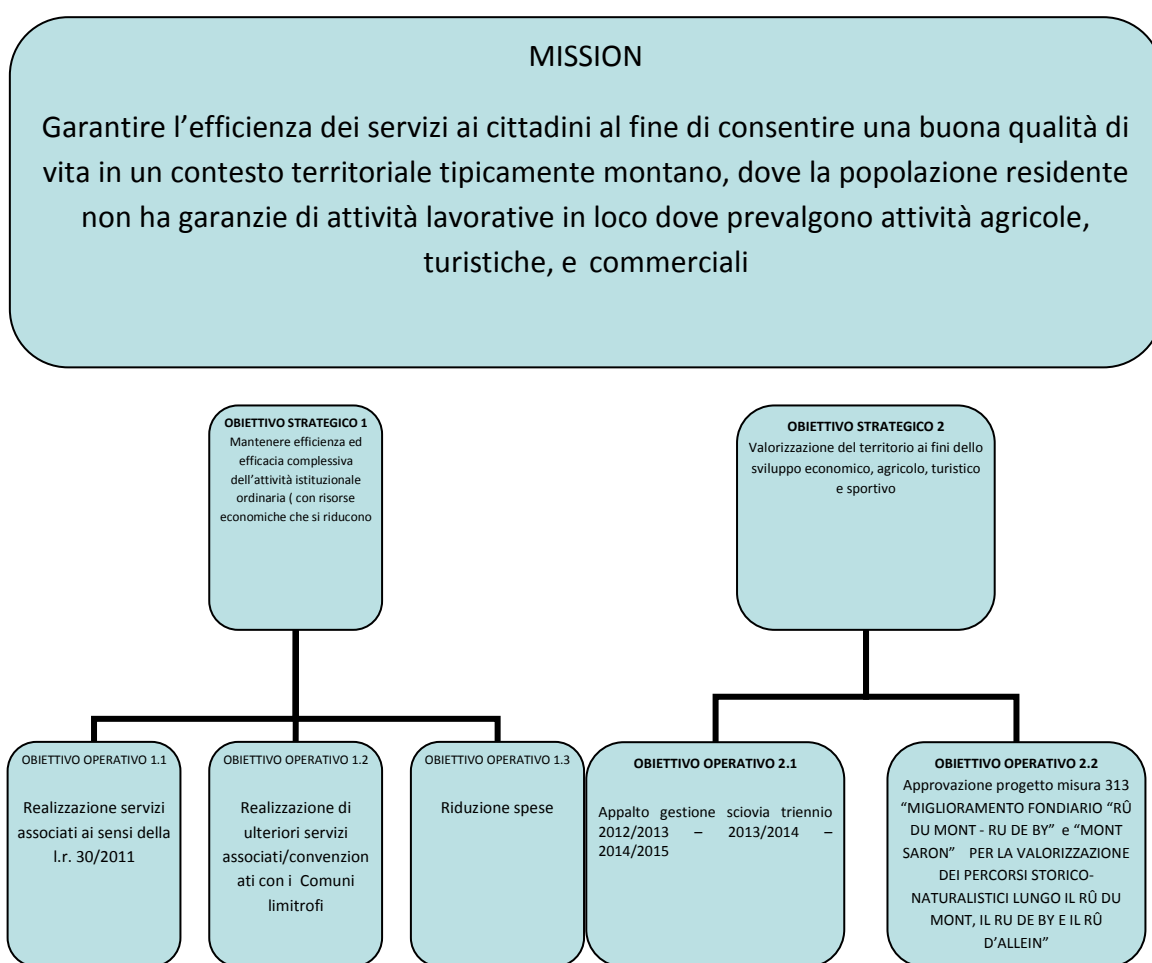 MISSION
Garantire l’efficienza dei servizi ai cittadini al fine di consentire una buona qualità di
vita in un contesto territoriale tipicamente montano, dove la popolazione residente
non ha garanzie di attività lavorative in loco dove prevalgono attività agricole,
turistiche, e commerciali
OBIETTIVO STRATEGICO 1
Mantenere efficienza ed
efficacia complessiva
dell’attività istituzionale
ordinaria ( con risorse
economiche che si riducono
OBIETTIVO STRATEGICO 2
Valorizzazione del territorio ai fini dello
sviluppo economico, agricolo, turistico
e sportivo
OBIETTIVO OPERATIVO 1.1
Realizzazione servizi
associati ai sensi della
l.r. 30/2011
OBIETTIVO OPERATIVO 1.2
Realizzazione di
ulteriori servizi
associati/convenzion
ati con i Comuni
limitrofi
OBIETTIVO OPERATIVO 1.3
Riduzione spese
OBIETTIVO OPERATIVO 2.1
Appalto gestione sciovia triennio
2012/2013 – 2013/2014 –
2014/2015
OBIETTIVO OPERATIVO 2.2
Approvazione progetto misura 313
“MIGLIORAMENTO FONDIARIO “RÛ
DU MONT - RU DE BY” e “MONT
SARON” PER LA VALORIZZAZIONE
DEI PERCORSI STORICO-
NATURALISTICI LUNGO IL RÛ DU
MONT, IL RU DE BY E IL RÛ
D’ALLEIN”